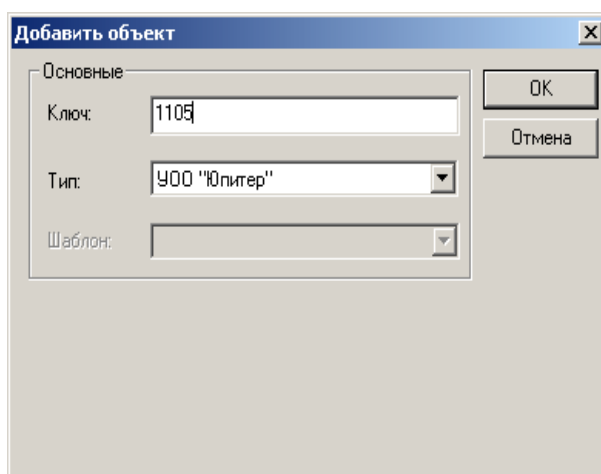 Добавить объект
Основные
Ключ: 1105
OK
Отмена
Тип: УОО "Юпитер"
Шаблон: